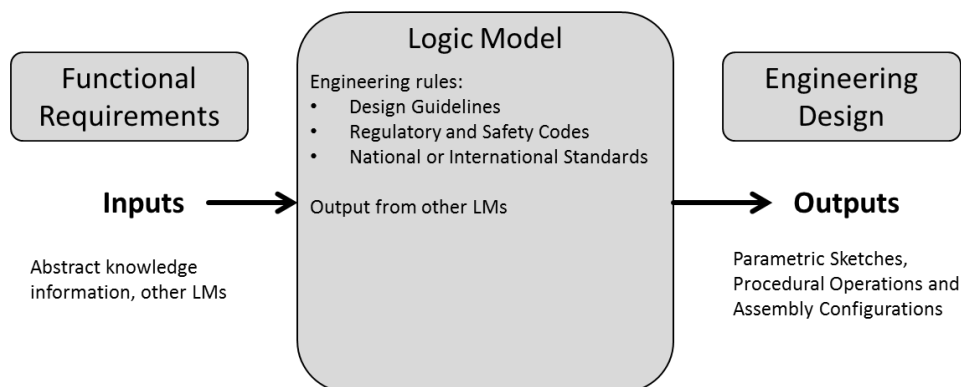 Functional
Requirements
Inputs
Abstract knowledge
information, other LMs
Logic Model
Engineering rules:
• Design Guidelines
• Regulatory and Safety Codes
• National or International Standards
Output from other LMs
Engineering
Design
Outputs
Parametric Sketches,
Procedural Operations and
Assembly Configurations